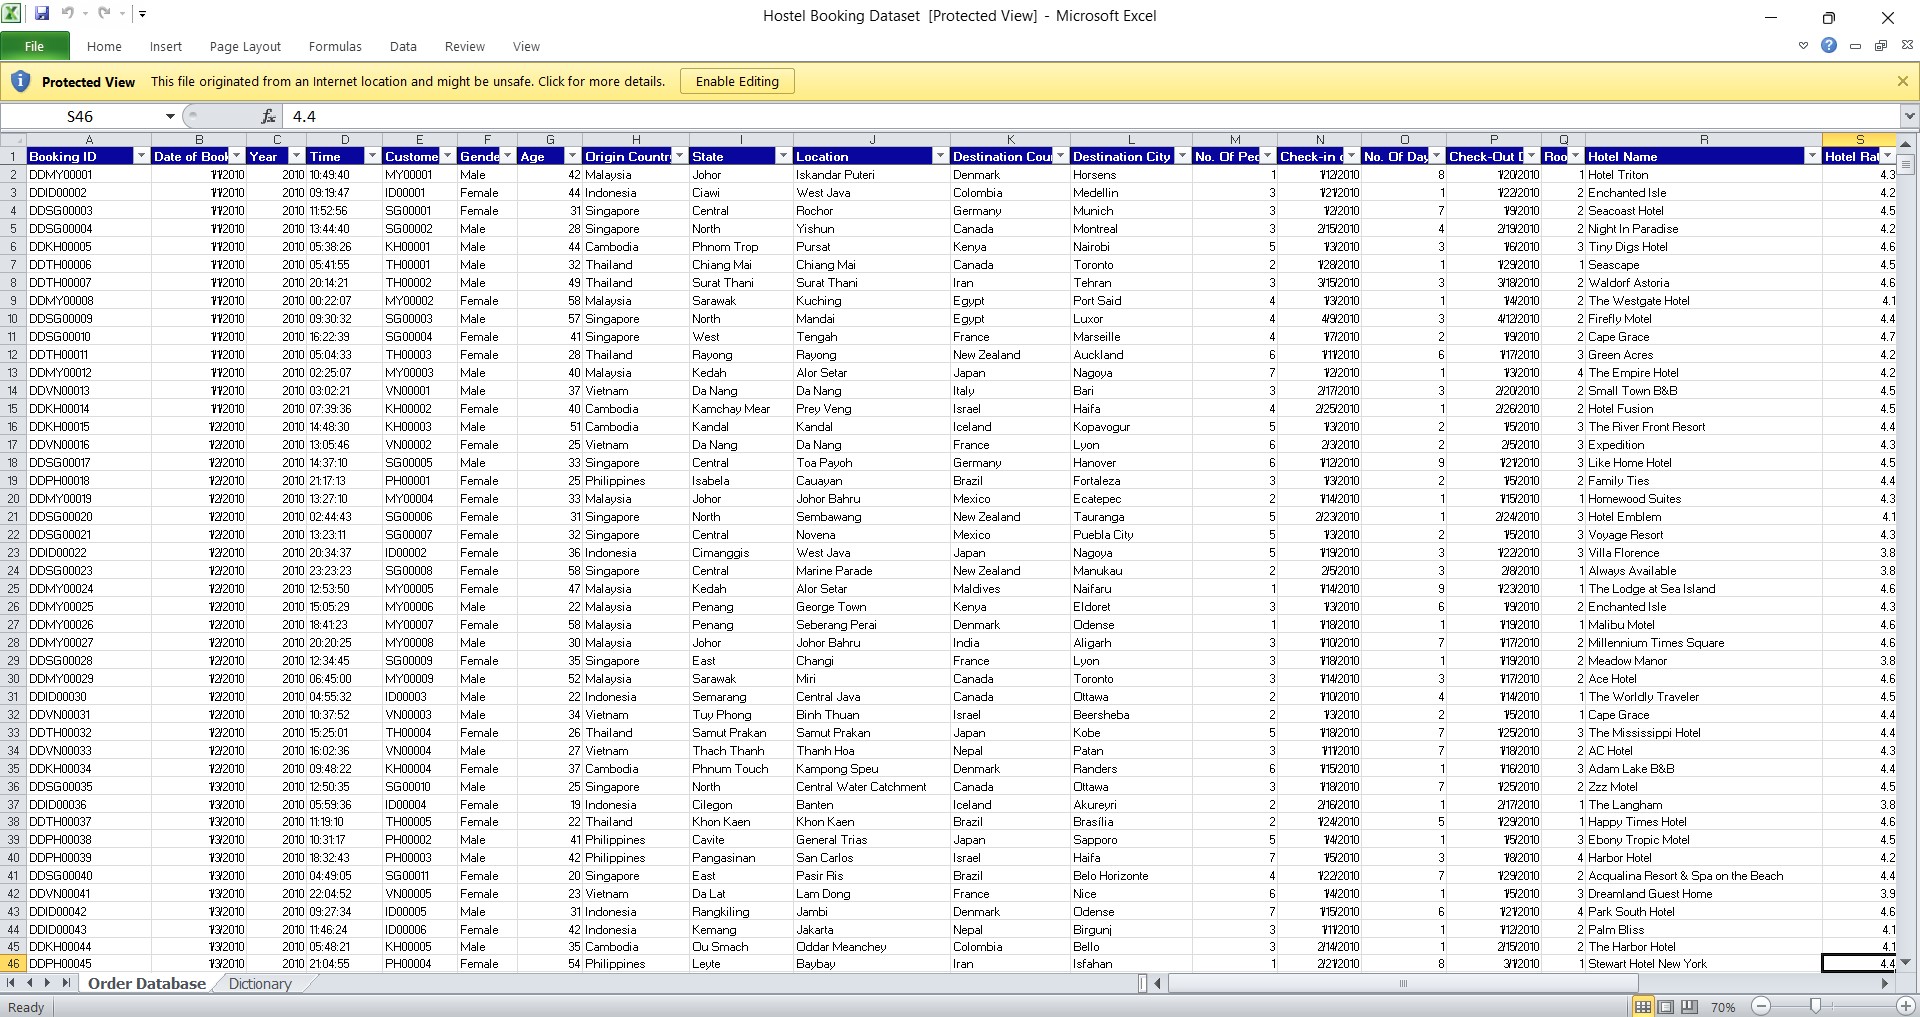 Hostel Booking Dataset [Protected View] - Microsoft Excel
File Home Insert Page Layout Formulas Data Review View
Protected View This file originated from an Internet location and might be unsafe. Click for more details. Enable Editing
S46 fx 4.4
A B C D E F G H I J K L M N O P Q R S
1 Booking ID Date of Book Year Time Custome Gende Age Origin Countr State Location Destination Cou Destination City No. Of Peo Check-in No. Of Day Check-Out Roo Hotel Name Hotel Rat
2 DDMY00001 1/1/2010 2010 10:49:40 MY00001 Male 42 Malaysia Johor Iskandar Puteri Denmark Horsens 1 1/12/2010 8 1/20/2010 1 Hotel Triton 4.3
3 DDID00002 1/1/2010 2010 09:19:47 ID00001 Female 44 Indonesia Ciawi West Java Colombia Medellin 3 1/21/2010 1 1/22/2010 2 Enchanted Isle 4.2
4 DDSG00003 1/1/2010 2010 11:52:56 SG00001 Female 31 Singapore Central Rochor Germany Munich 3 1/2/2010 7 1/9/2010 2 Seacoast Hotel 4.5
5 DDSG00004 1/1/2010 2010 13:44:40 SG00002 Male 28 Singapore North Yishun Canada Montreal 3 2/15/2010 4 2/19/2010 2 Night In Paradise 4.2
6 DDKH00005 1/1/2010 2010 05:38:26 KH00001 Male 44 Cambodia Phnom Trop Pursat Kenya Nairobi 5 1/3/2010 3 1/6/2010 3 Tiny Digs Hotel 4.6
7 DDTH00006 1/1/2010 2010 05:41:55 TH00001 Male 32 Thailand Chiang Mai Chiang Mai Canada Toronto 2 1/28/2010 1 1/29/2010 1 Seascape 4.5
8 DDTH00007 1/1/2010 2010 20:14:21 TH00002 Male 49 Thailand Surat Thani Surat Thani Iran Tehran 3 3/15/2010 3 3/18/2010 2 Waldorf Astoria 4.6
9 DDMY00008 1/1/2010 2010 00:22:07 MY00002 Female 58 Malaysia Sarawak Kuching Egypt Port Said 4 1/3/2010 1 1/4/2010 2 The Westgate Hotel 4.1
10 DDSG00009 1/1/2010 2010 09:30:32 SG00003 Male 57 Singapore North Mandai Egypt Luxor 4 4/9/2010 3 4/12/2010 2 Firefly Motel 4.4
11 DDSG00010 1/1/2010 2010 16:22:39 SG00004 Female 41 Singapore West Tengah France Marseille 4 1/7/2010 2 1/9/2010 2 Cape Grace 4.7
12 DDTH00011 1/1/2010 2010 05:04:33 TH00003 Female 28 Thailand Rayong Rayong New Zealand Auckland 6 1/11/2010 6 1/17/2010 3 Green Acres 4.2
13 DDMY00012 1/1/2010 2010 02:25:07 MY00003 Male 40 Malaysia Kedah Alor Setar Japan Nagoya 7 1/2/2010 1 1/3/2010 4 The Empire Hotel 4.2
14 DDVN00013 1/1/2010 2010 03:02:21 VN00001 Male 37 Vietnam Da Nang Da Nang Italy Bari 3 2/17/2010 3 2/20/2010 2 Small Town B&B 4.5
15 DDKH00014 1/1/2010 2010 07:39:36 KH00002 Female 40 Cambodia Kamchay Mear Prey Veng Israel Haifa 4 2/25/2010 1 2/26/2010 2 Hotel Fusion 4.5
16 DDKH00015 1/2/2010 2010 14:48:30 KH00003 Male 51 Cambodia Kandal Kandal Iceland Kopavogur 5 1/3/2010 2 1/5/2010 3 The River Front Resort 4.4
17 DDVN00016 1/2/2010 2010 13:05:46 VN00002 Female 25 Vietnam Da Nang Da Nang France Lyon 6 2/3/2010 2 2/5/2010 3 Expedition 4.3
18 DDSG00017 1/2/2010 2010 14:37:10 SG00005 Male 33 Singapore Central Toa Payoh Germany Hanover 6 1/12/2010 9 1/21/2010 3 Like Home Hotel 4.5
19 DDPH00018 1/2/2010 2010 21:17:13 PH00001 Female 25 Philippines Isabela Cauayan Brazil Fortaleza 3 1/3/2010 2 1/5/2010 2 Family Ties 4.4
20 DDMY00019 1/2/2010 2010 13:27:10 MY00004 Female 33 Malaysia Johor Johor Bahru Mexico Ecatepec 2 1/14/2010 1 1/15/2010 1 Homewood Suites 4.3
21 DDSG00020 1/2/2010 2010 02:44:43 SG00006 Female 31 Singapore North Sembawang New Zealand Tauranga 5 2/23/2010 1 2/24/2010 3 Hotel Emblem 4.1
22 DDSG00021 1/2/2010 2010 13:23:11 SG00007 Female 32 Singapore Central Novena Mexico Puebla City 5 1/3/2010 2 1/5/2010 3 Voyage Resort 4.3
23 DDID00022 1/2/2010 2010 20:34:37 ID00002 Female 36 Indonesia Cimanggis West Java Japan Nagoya 5 1/19/2010 3 1/22/2010 3 Villa Florence 3.8
24 DDSG00023 1/2/2010 2010 23:23:23 SG00008 Female 58 Singapore Central Marine Parade New Zealand Manukau 2 2/5/2010 3 2/8/2010 1 Always Available 3.8
25 DDMY00024 1/2/2010 2010 12:53:50 MY00005 Female 47 Malaysia Kedah Alor Setar Maldives Naifaru 1 1/14/2010 9 1/23/2010 1 The Lodge at Sea Island 4.6
26 DDMY00025 1/2/2010 2010 15:05:29 MY00006 Male 22 Malaysia Penang George Town Kenya Eldoret 3 1/3/2010 6 1/9/2010 2 Enchanted Isle 4.3
27 DDMY00026 1/2/2010 2010 18:41:23 MY00007 Female 58 Malaysia Penang Seberang Perai Denmark Odense 1 1/18/2010 1 1/19/2010 1 Malibu Motel 4.6
28 DDMY00027 1/2/2010 2010 20:20:25 MY00008 Male 30 Malaysia Johor Johor Bahru India Aligarh 3 1/10/2010 7 1/17/2010 2 Millennium Times Square 4.6
29 DDSG00028 1/2/2010 2010 12:34:45 SG00009 Female 35 Singapore East Changi France Lyon 3 1/18/2010 1 1/19/2010 2 Meadow Manor 3.8
30 DDMY00029 1/2/2010 2010 06:45:00 MY00009 Male 52 Malaysia Sarawak Miri Canada Toronto 3 1/14/2010 3 1/17/2010 2 Ace Hotel 4.6
31 DDID00030 1/2/2010 2010 04:55:32 ID00003 Male 22 Indonesia Semarang Central Java Canada Ottawa 2 1/10/2010 4 1/14/2010 1 The Worldly Traveler 4.5
32 DDVN00031 1/2/2010 2010 10:37:52 VN00003 Male 34 Vietnam Tuy Phong Binh Thuan Israel Beersheba 2 1/3/2010 2 1/5/2010 1 Cape Grace 4.4
33 DDTH00032 1/2/2010 2010 15:25:01 TH00004 Female 26 Thailand Samut Prakan Samut Prakan Japan Kobe 5 1/18/2010 7 1/25/2010 3 The Mississippi Hotel 4.4
34 DDVN00033 1/2/2010 2010 16:02:36 VN00004 Male 27 Vietnam Thach Thanh Thanh Hoa Nepal Patan 3 1/11/2010 7 1/18/2010 2 AC Hotel 4.3
35 DDKH00034 1/2/2010 2010 09:48:22 KH00004 Female 37 Cambodia Phnum Touch Kampong Speu Denmark Randers 6 1/15/2010 1 1/16/2010 3 Adam Lake B&B 4.4
36 DDSG00035 1/3/2010 2010 12:50:35 SG00010 Male 25 Singapore North Central Water Catchment Canada Ottawa 3 1/18/2010 7 1/25/2010 2 Zzz Motel 4.5
37 DDID00036 1/3/2010 2010 05:59:36 ID00004 Female 19 Indonesia Cilegon Banten Iceland Akureyri 2 2/16/2010 1 2/17/2010 1 The Langham 3.8
38 DDTH00037 1/3/2010 2010 11:19:10 TH00005 Female 22 Thailand Khon Kaen Khon Kaen Brazil Brasília 2 1/24/2010 5 1/29/2010 1 Happy Times Hotel 4.6
39 DDPH00038 1/3/2010 2010 10:31:17 PH00002 Male 41 Philippines Cavite General Trias Japan Sapporo 5 1/4/2010 1 1/5/2010 3 Ebony Tropic Motel 4.5
40 DDPH00039 1/3/2010 2010 18:32:43 PH00003 Male 42 Philippines Pangasinan San Carlos Israel Haifa 7 1/5/2010 3 1/8/2010 4 Harbor Hotel 4.2
41 DDSG00040 1/3/2010 2010 04:49:05 SG00011 Female 20 Singapore East Pasir Ris Brazil Belo Horizonte 4 1/22/2010 7 1/29/2010 2 Acqualina Resort & Spa on the Beach 4.4
42 DDVN00041 1/3/2010 2010 22:04:52 VN00005 Female 23 Vietnam Da Lat Lam Dong France Nice 6 1/4/2010 1 1/5/2010 3 Dreamland Guest Home 3.9
43 DDID00042 1/3/2010 2010 09:27:34 ID00005 Male 31 Indonesia Rangkiling Jambi Denmark Odense 7 1/15/2010 6 1/21/2010 4 Park South Hotel 4.6
44 DDID00043 1/3/2010 2010 11:46:24 ID00006 Female 42 Indonesia Kemang Jakarta Nepal Birgunj 3 1/11/2010 1 1/12/2010 2 Palm Bliss 4.1
45 DDKH00044 1/3/2010 2010 05:48:21 KH00005 Male 35 Cambodia Ou Smach Oddar Meanchey Colombia Bello 3 2/14/2010 1 2/15/2010 2 The Harbor Hotel 4.1
46 DDPH00045 1/3/2010 2010 21:04:55 PH00004 Female 54 Philippines Leyte Baybay Iran Isfahan 1 2/21/2010 8 3/1/2010 1 Stewart Hotel New York 4.4
Order Database Dictionary
Ready 70%